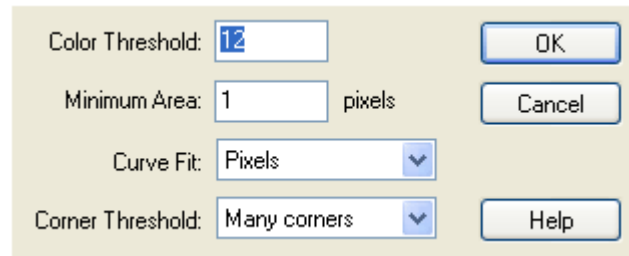 Color Threshold: 12 OK
Minimum Area: 1 pixels Cancel
Curve Fit: Pixels
Corner Threshold: Many corners Help